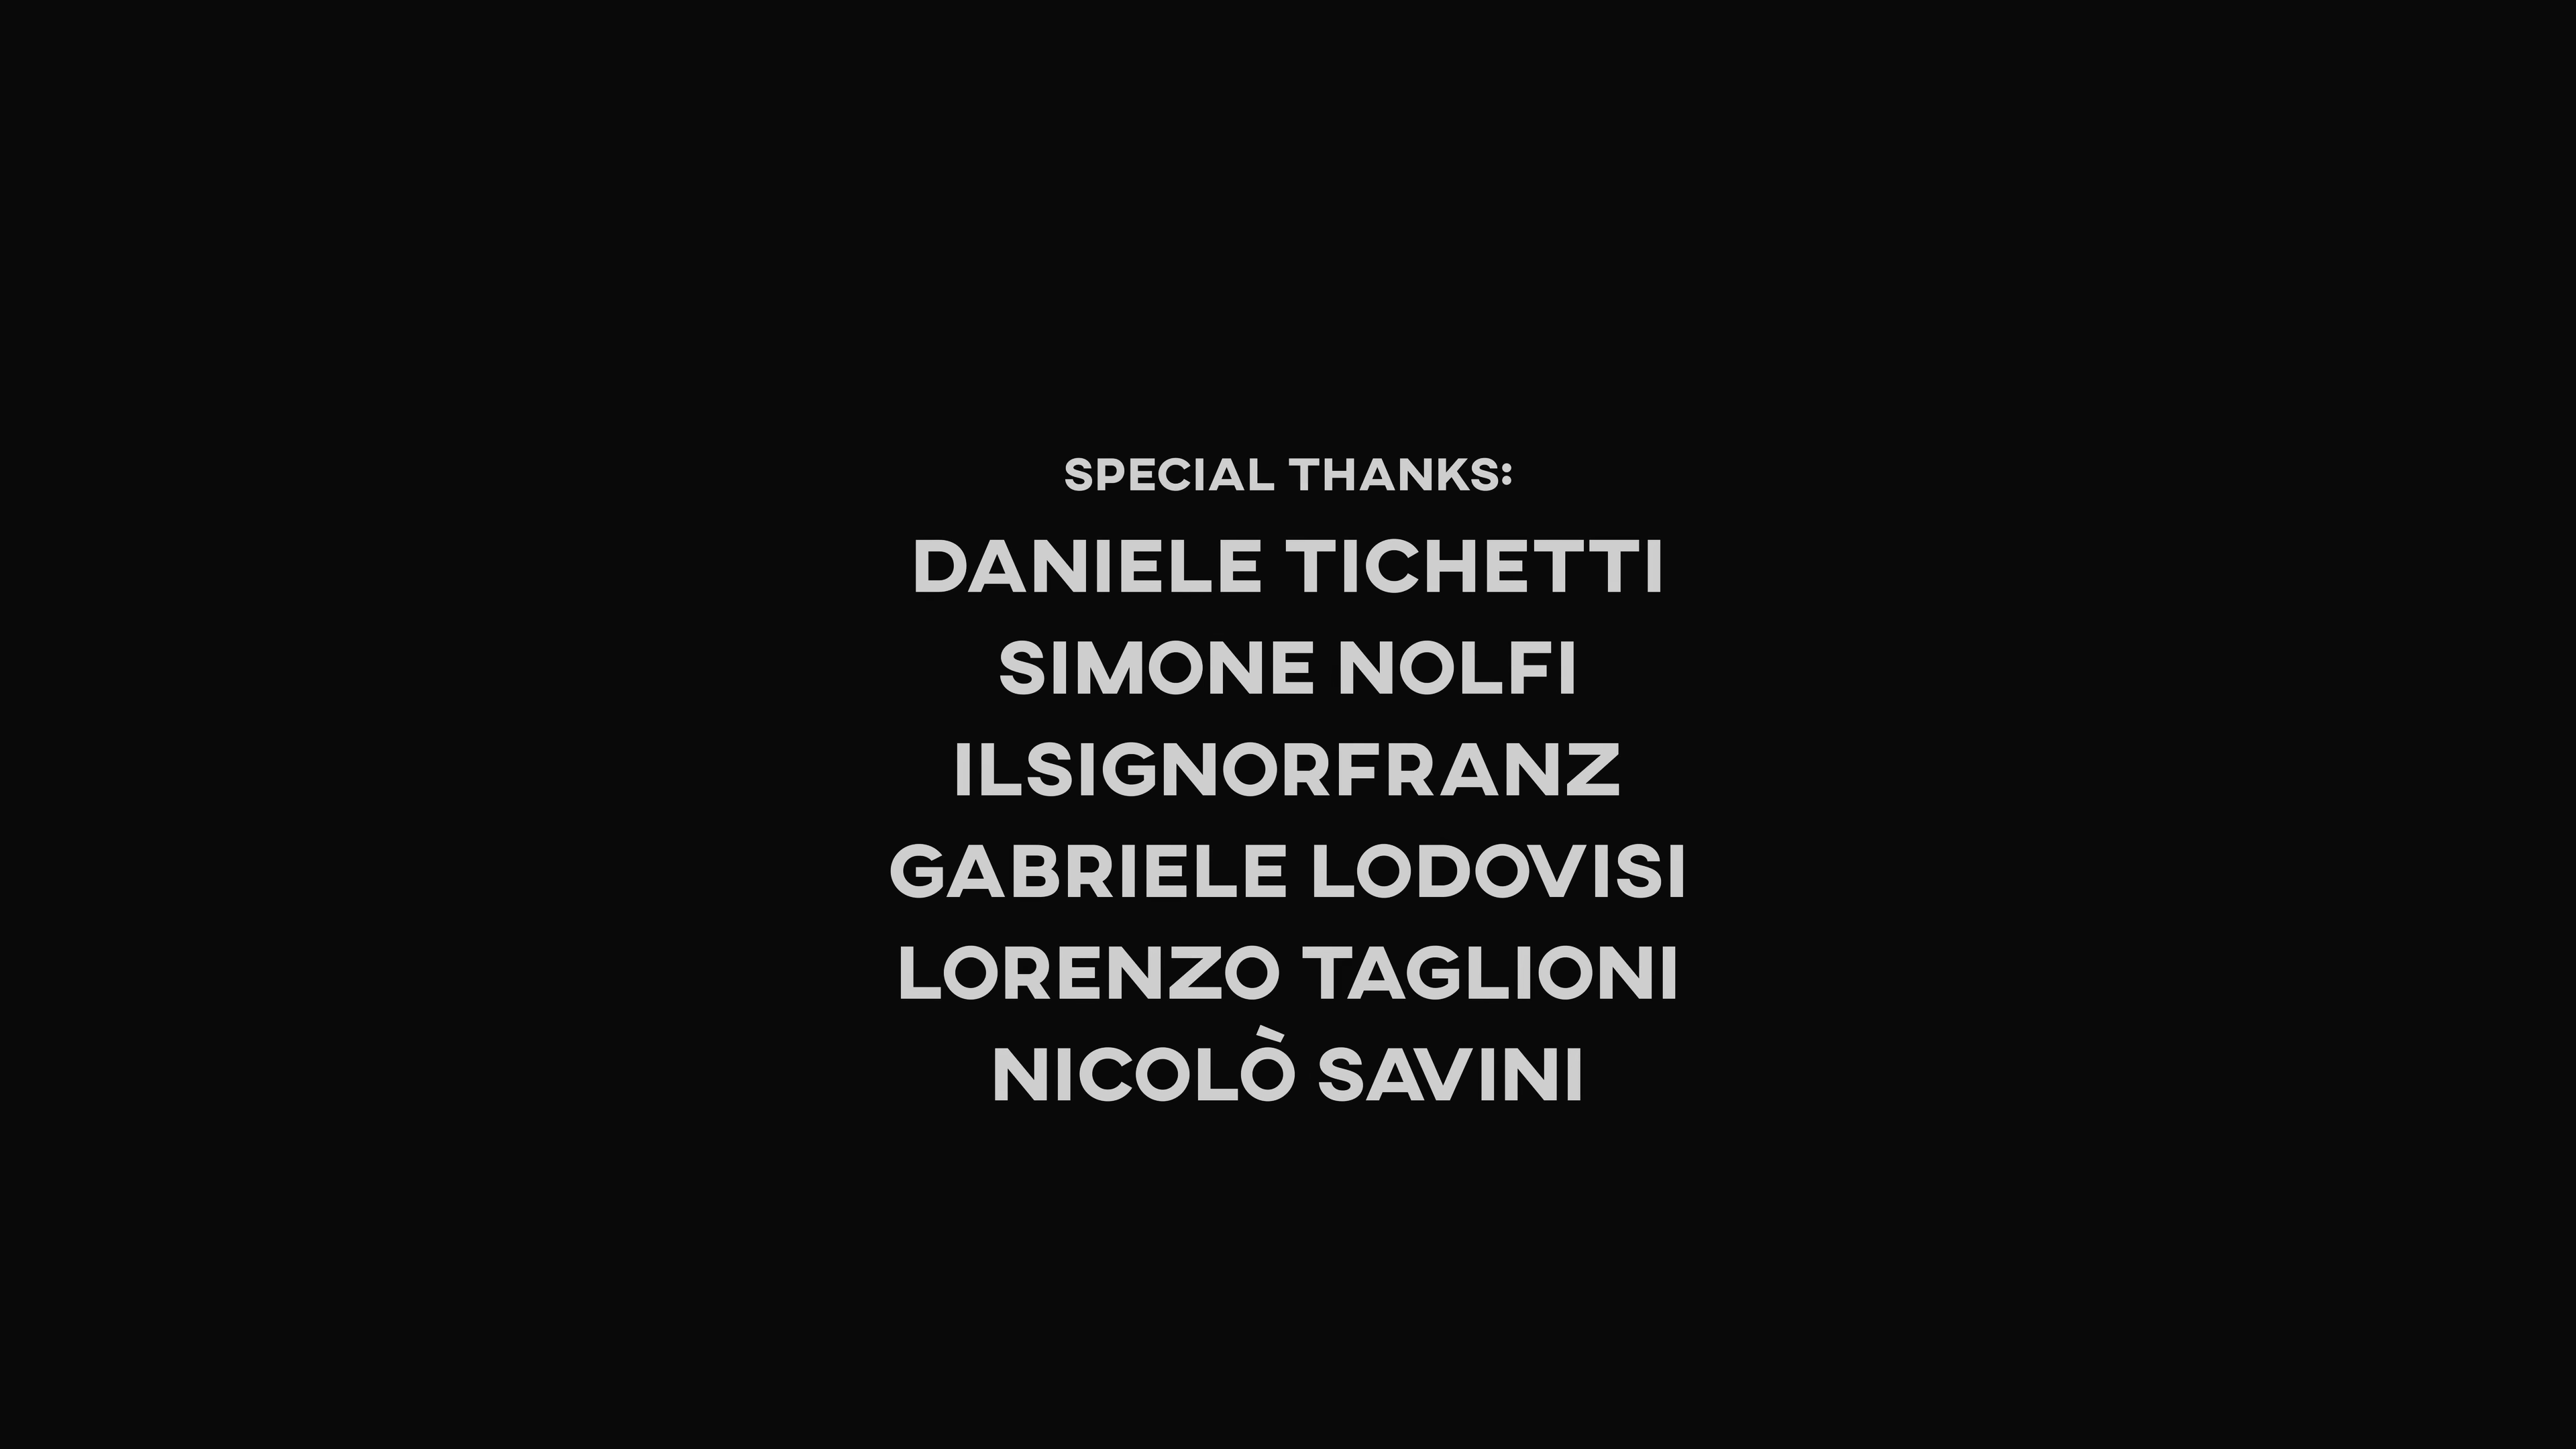 SPECIAL THANKS:
DANIELE TICHETTI
SIMONE NOLFI
ILSIGNORFRANZ
GABRIELE LODOVISI
LORENZO TAGLIONI
NICOLÒ SAVINI